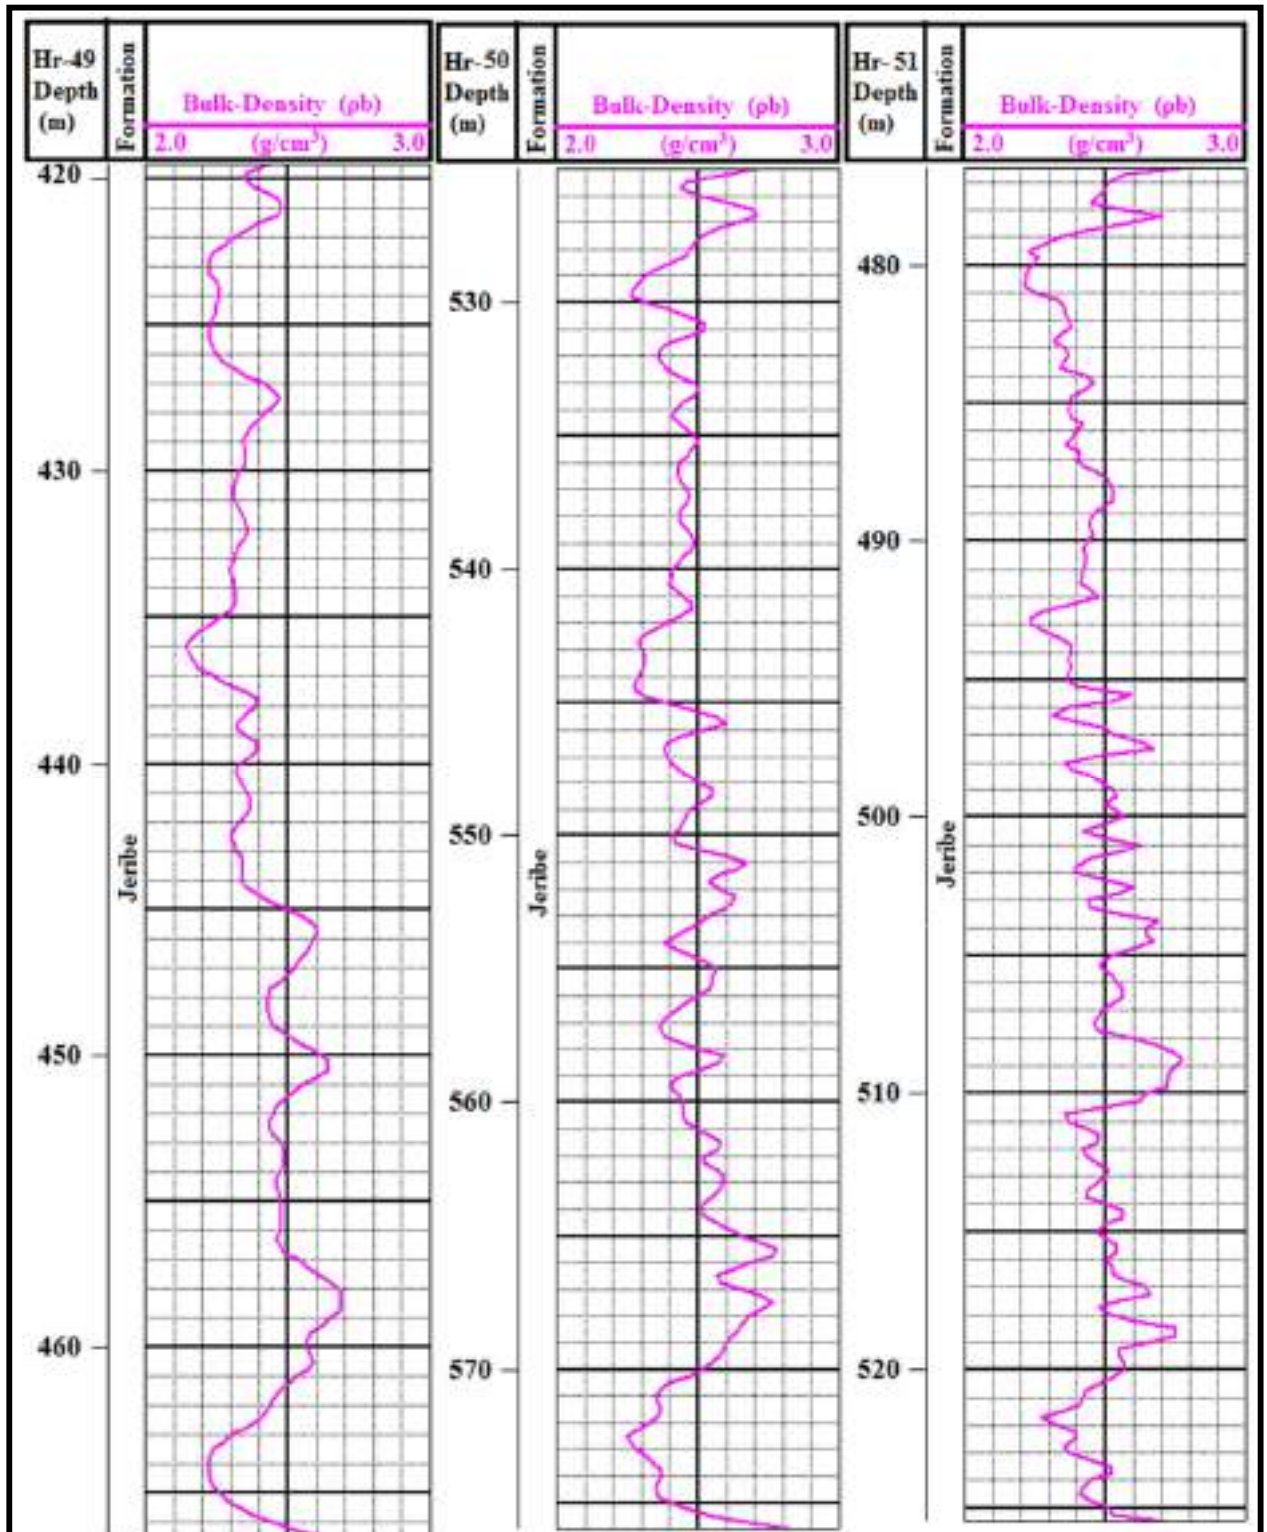 Hr-49
Depth
(m)
Formation
Bulk-Density (ρb)
2.0 (g/cm³) 3.0
420
430
440
450
460
Jeribe
Hr-50
Depth
(m)
Formation
Bulk-Density (ρb)
2.0 (g/cm³) 3.0
530
540
550
560
570
Jeribe
Hr-51
Depth
(m)
Formation
Bulk-Density (ρb)
2.0 (g/cm³) 3.0
480
490
500
510
520
Jeribe